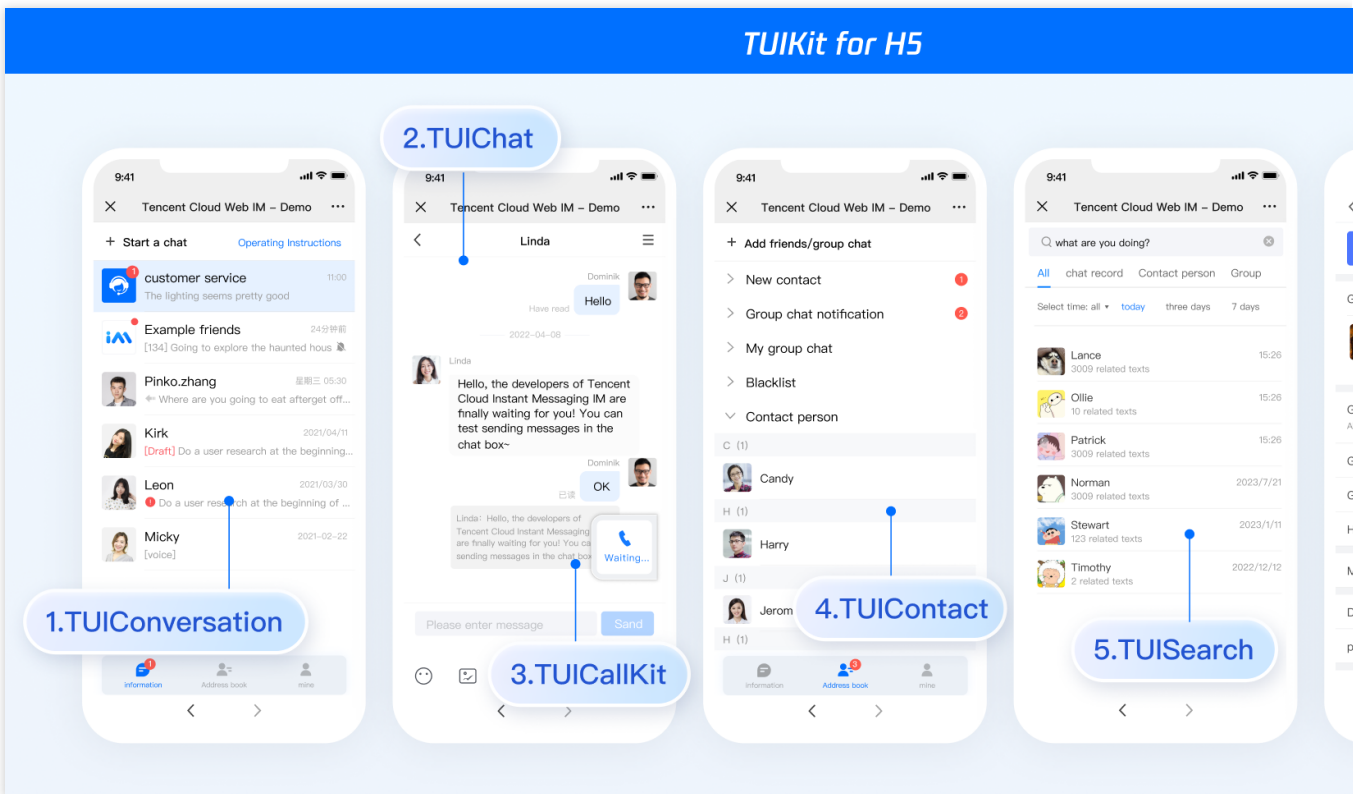 TUIKit for H5
2.TUIChat
9:41
Tencent Cloud Web IM – Demo
+ Start a chat
Operating Instructions
1
customer service
11:00
The lighting seems pretty good
Example friends
24分钟前
[134] Going to explore the haunted hous
Pinko.zhang
星期三 05:30
Where are you going to eat afterget off...
Kirk
2021/04/11
[Draft] Do a user research at the beginning...
Leon
2021/03/30
Do a user research at the beginning of ...
Micky
2021-02-22
[voice]
1.TUIConversation
1
information
Address book
mine
9:41
Tencent Cloud Web IM – Demo
Linda
Dominik
Hello
Have read
2022-04-08
Linda
Hello, the developers of Tencent
Cloud Instant Messaging IM are
fnally waiting for you! You can
test sending messages in the
chat box~
Dominik
OK
已读
Linda: Hello, the developers of
Tencent Cloud Instant Messaging
are fnally waiting for you! You ca
sending messages in the chat box
Waiting...
Please enter message
Sand
3.TUICallKit
9:41
Tencent Cloud Web IM – Demo
+ Add friends/group chat
New contact
1
Group chat notification
2
My group chat
Blacklist
Contact person
C (1)
Candy
H (1)
Harry
J (1)
Jerom
4.TUIContact
H (1)
3
information
Address book
mine
9:41
Tencent Cloud Web IM – Demo
what are you doing?
All
chat record
Contact person
Group
Select time: all
today
three days
7 days
Lance
15:26
3009 related texts
Ollie
15:26
10 related texts
Patrick
15:26
3009 related texts
Norman
2023/7/21
3009 related texts
Stewart
2023/1/11
123 related texts
Timothy
2022/12/12
2 related texts
5.TUISearch
G
G
A
G
G
H
M
D
p